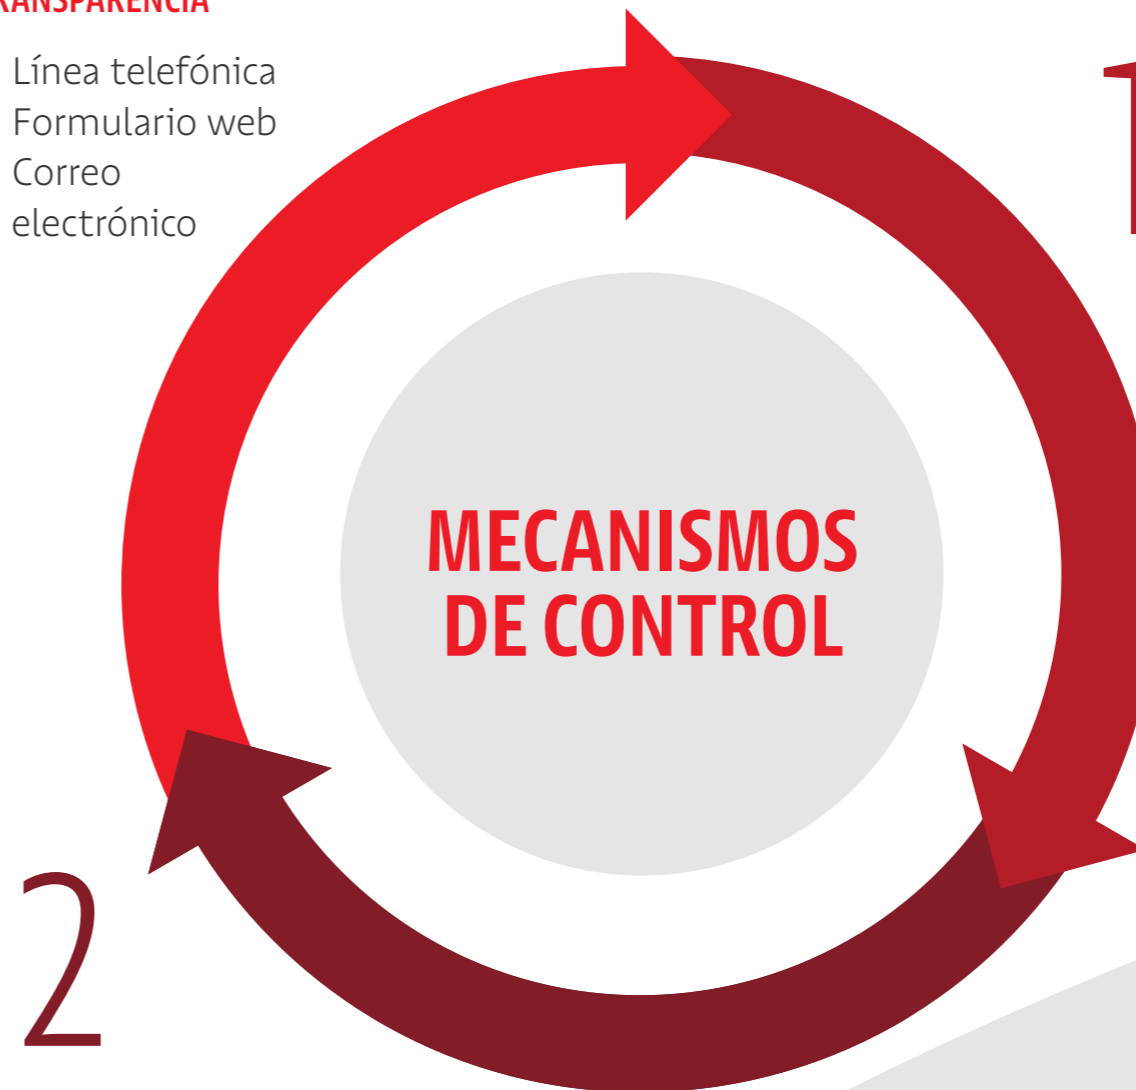 RANSPARENCIA
Línea telefónica
Formulario web
Correo
electrónico
1
MECANISMOS
DE CONTROL
2